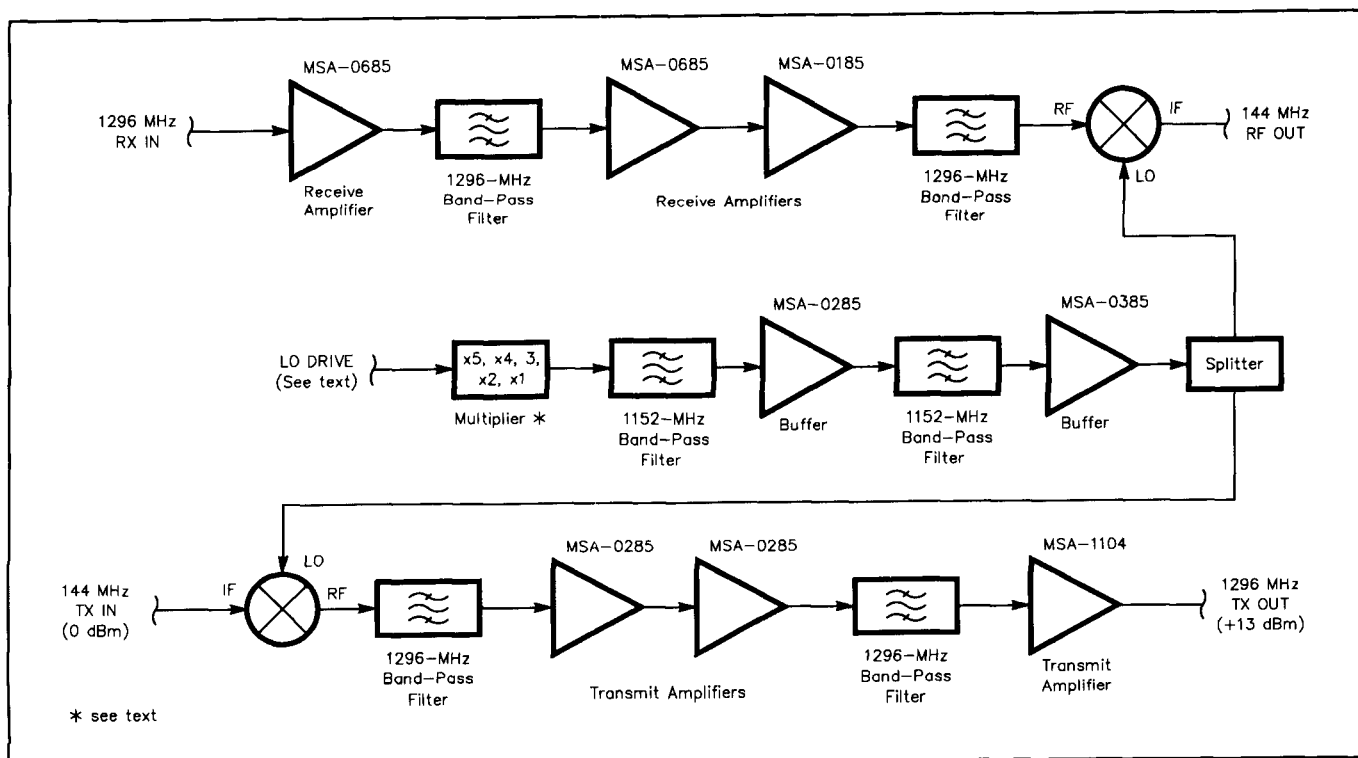 MSA-0685
MSA-0685
MSA-0185
1296 MHz
RX IN
RF
IF
144 MHz
RF OUT
LO
Receive
Amplifier
1296-MHz
Band-Pass
Filter
Receive Amplifiers
1296-MHz
Band-Pass
Filter
MSA-0285
MSA-0385
LO DRIVE
(See text)
x5, x4, 3,
x2, x1
Splitter
Multiplier *
1152-MHz
Band-Pass
Filter
Buffer
1152-MHz
Band-Pass
Filter
Buffer
MSA-0285
MSA-0285
MSA-1104
LO
144 MHz
TX IN
(0 dBm)
IF
RF
1296 MHz
TX OUT
(+13 dBm)
1296-MHz
Band-Pass
Filter
Transmit Amplifiers
1296-MHz
Band-Pass
Filter
Transmit
Amplifier
* see text